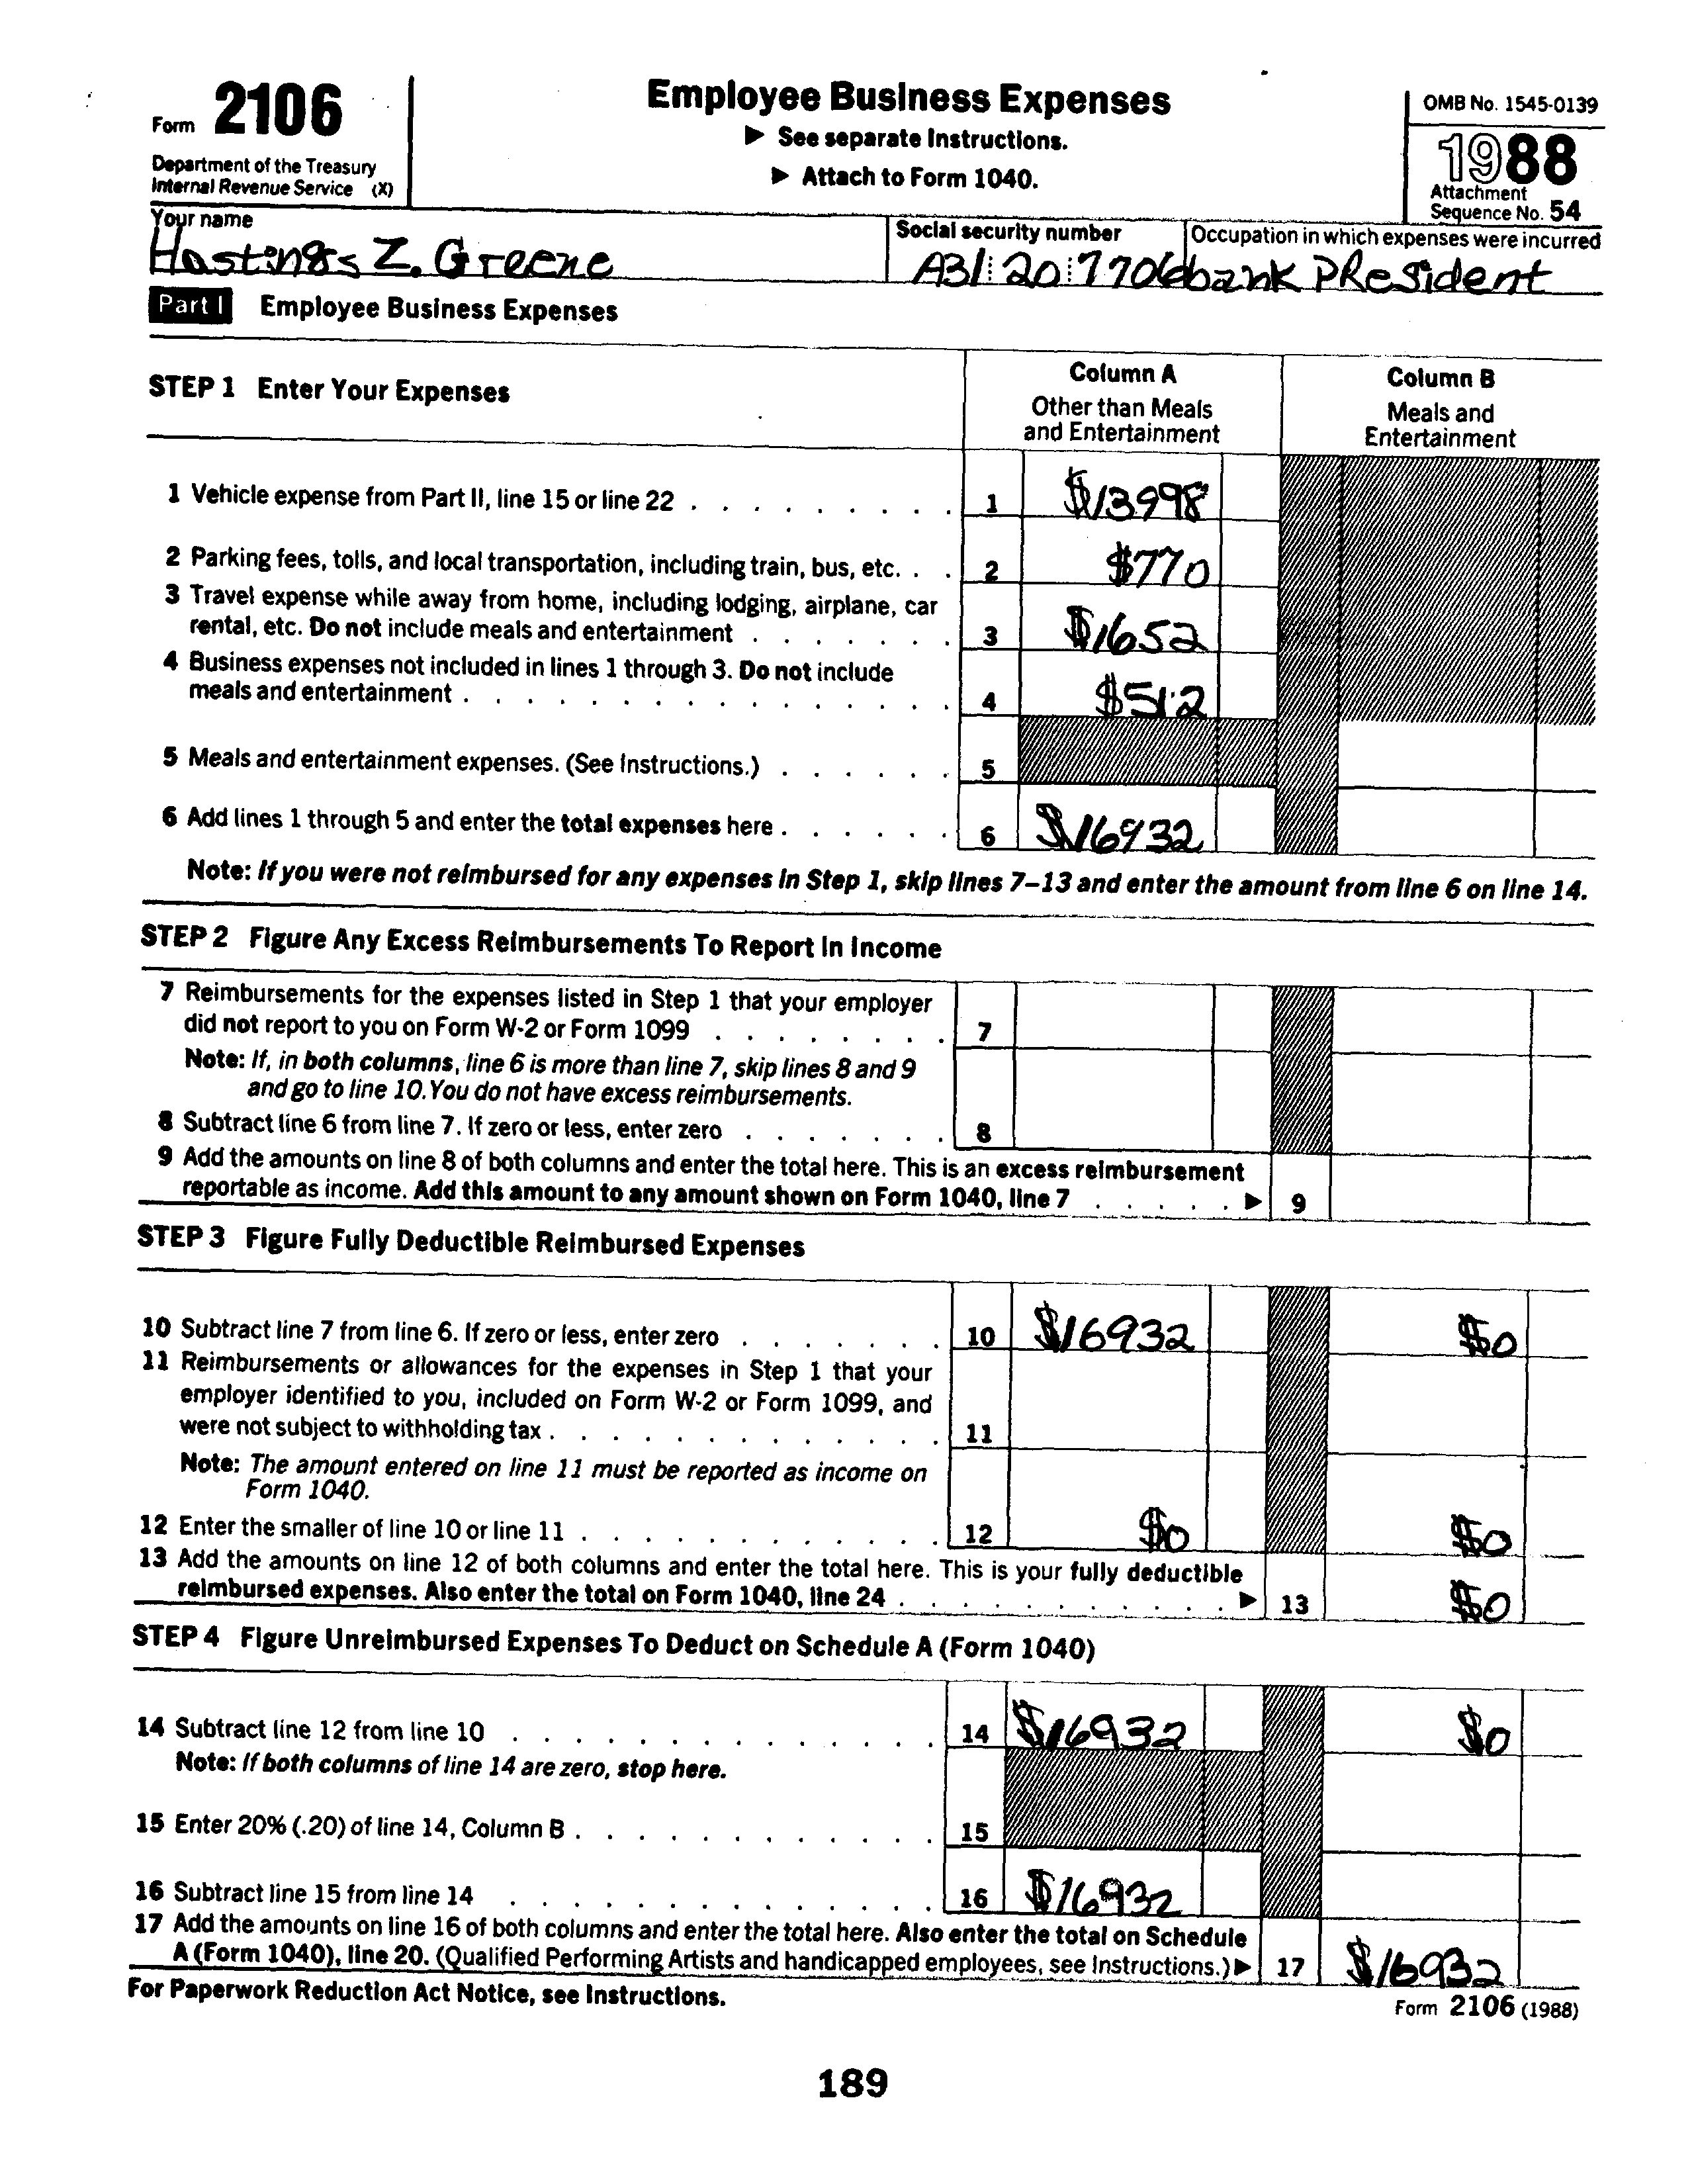 Form 2106
Department of the Treasury
Internal Revenue Service (X)
Employee Business Expenses
▶ See separate Instructions.
▶ Attach to Form 1040.
OMB No. 1545-0139
1988
Attachment
Sequence No. 54
Your name
Hastings Z. Greene
Social security number
A31:20:7706
Occupation in which expenses were incurred
bank PResident
Part I Employee Business Expenses
STEP 1 Enter Your Expenses
Column A
Other than Meals
and Entertainment
Column B
Meals and
Entertainment
1 Vehicle expense from Part II, line 15 or line 22 . . . . . . . . . 1 $13998
2 Parking fees, tolls, and local transportation, including train, bus, etc. . . 2 $770
3 Travel expense while away from home, including lodging, airplane, car
rental, etc. Do not include meals and entertainment . . . . . . . 3 $1652
4 Business expenses not included in lines 1 through 3. Do not include
meals and entertainment . . . . . . . . . . . . . . . . 4 $512
5 Meals and entertainment expenses. (See Instructions.) . . . . . . 5
6 Add lines 1 through 5 and enter the total expenses here . . . . . . 6 $16932
Note: If you were not reimbursed for any expenses in Step 1, skip lines 7–13 and enter the amount from line 6 on line 14.
STEP 2 Figure Any Excess Reimbursements To Report In Income
7 Reimbursements for the expenses listed in Step 1 that your employer
did not report to you on Form W-2 or Form 1099 . . . . . . . . 7
Note: If, in both columns, line 6 is more than line 7, skip lines 8 and 9
and go to line 10. You do not have excess reimbursements.
8 Subtract line 6 from line 7. If zero or less, enter zero . . . . . . . 8
9 Add the amounts on line 8 of both columns and enter the total here. This is an excess reimbursement
reportable as income. Add this amount to any amount shown on Form 1040, line 7 . . . . . ▶ 9
STEP 3 Figure Fully Deductible Reimbursed Expenses
10 Subtract line 7 from line 6. If zero or less, enter zero . . . . . . . 10 $16932 $0
11 Reimbursements or allowances for the expenses in Step 1 that your
employer identified to you, included on Form W-2 or Form 1099, and
were not subject to withholding tax . . . . . . . . . . . . . 11
Note: The amount entered on line 11 must be reported as income on
Form 1040.
12 Enter the smaller of line 10 or line 11 . . . . . . . . . . . . 12 $0 $0
13 Add the amounts on line 12 of both columns and enter the total here. This is your fully deductible
reimbursed expenses. Also enter the total on Form 1040, line 24 . . . . . . . . . . . ▶ 13 $0
STEP 4 Figure Unreimbursed Expenses To Deduct on Schedule A (Form 1040)
14 Subtract line 12 from line 10 . . . . . . . . . . . . . . 14 $16932 $0
Note: If both columns of line 14 are zero, stop here.
15 Enter 20% (.20) of line 14, Column B . . . . . . . . . . . . 15
16 Subtract line 15 from line 14 . . . . . . . . . . . . . . 16 $16932
17 Add the amounts on line 16 of both columns and enter the total here. Also enter the total on Schedule
A (Form 1040), line 20. (Qualified Performing Artists and handicapped employees, see Instructions.) ▶ 17 $16932
For Paperwork Reduction Act Notice, see Instructions.
Form 2106 (1988)
189